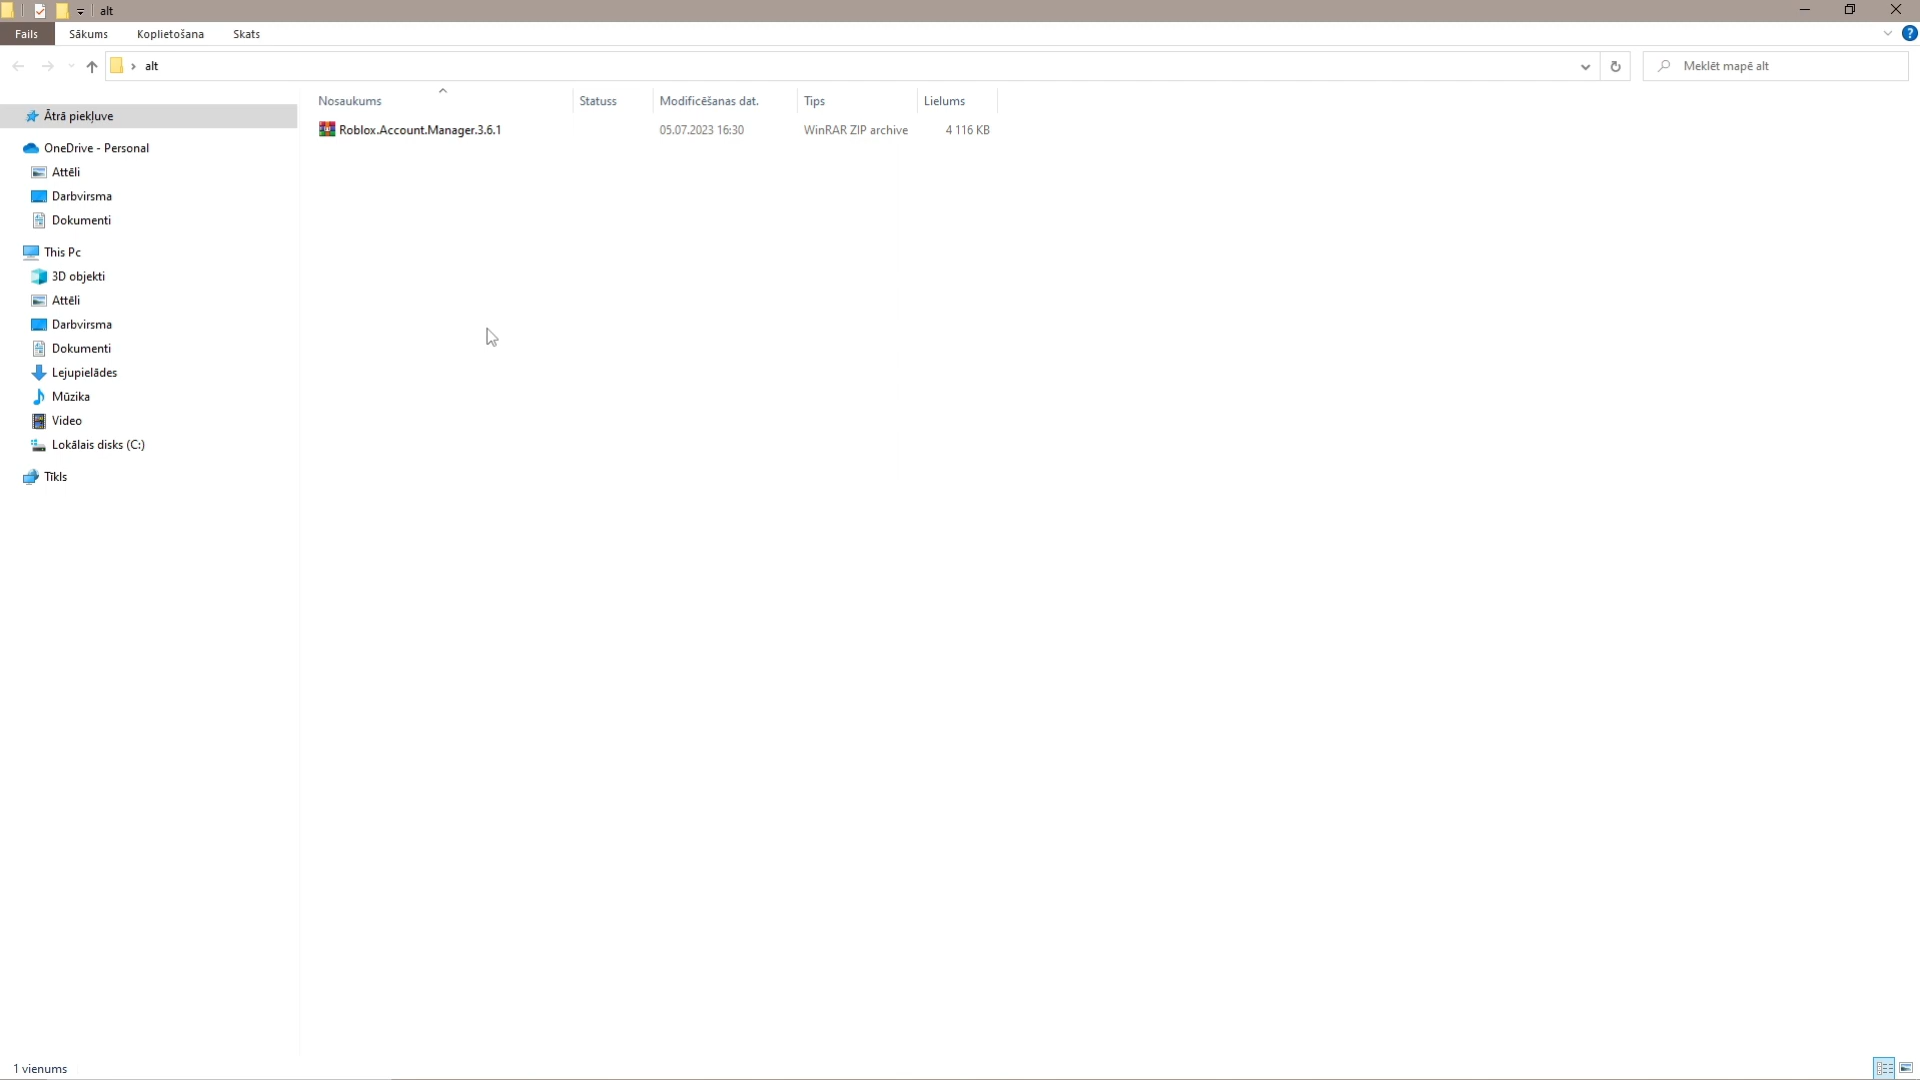 alt
Fails Sākums Koplietošana Skats
alt
Meklēt mapē alt
Nosaukums Statuss Modificēšanas dat. Tips Lielums
Roblox.Account.Manager.3.6.1 05.07.2023 16:30 WinRAR ZIP archive 4 116 KB
Ātrā piekļuve
OneDrive - Personal
Attēli
Darbvirsma
Dokumenti
This Pc
3D objekti
Attēli
Darbvirsma
Dokumenti
Lejupielādes
Mūzika
Video
Lokālais disks (C:)
Tīkls
1 vienums